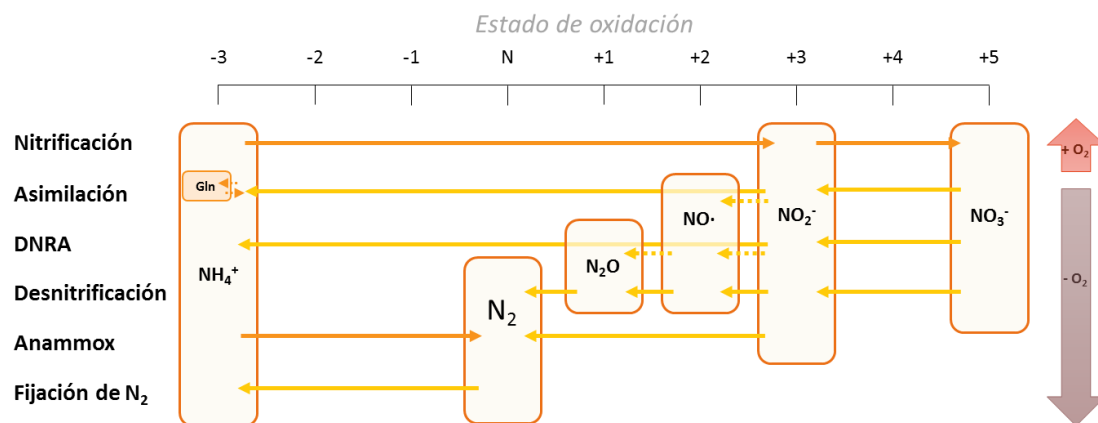 Estado de oxidación
-3 -2 -1 N +1 +2 +3 +4 +5
Nitrificación
+ O₂
Gln
Asimilación
NO·
NO₂⁻
NO₃⁻
DNRA
N₂O
NH₄⁺
- O₂
Desnitrificación
N₂
Anammox
Fijación de N₂